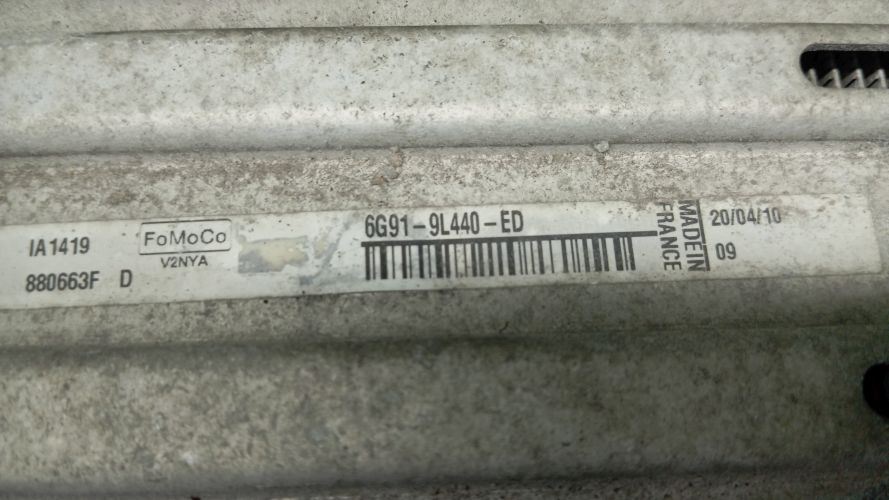 IA1419
880663F D
FoMoCo
V2NYA
6G91-9L440-ED
MADE IN
FRANCE
20/04/10
09